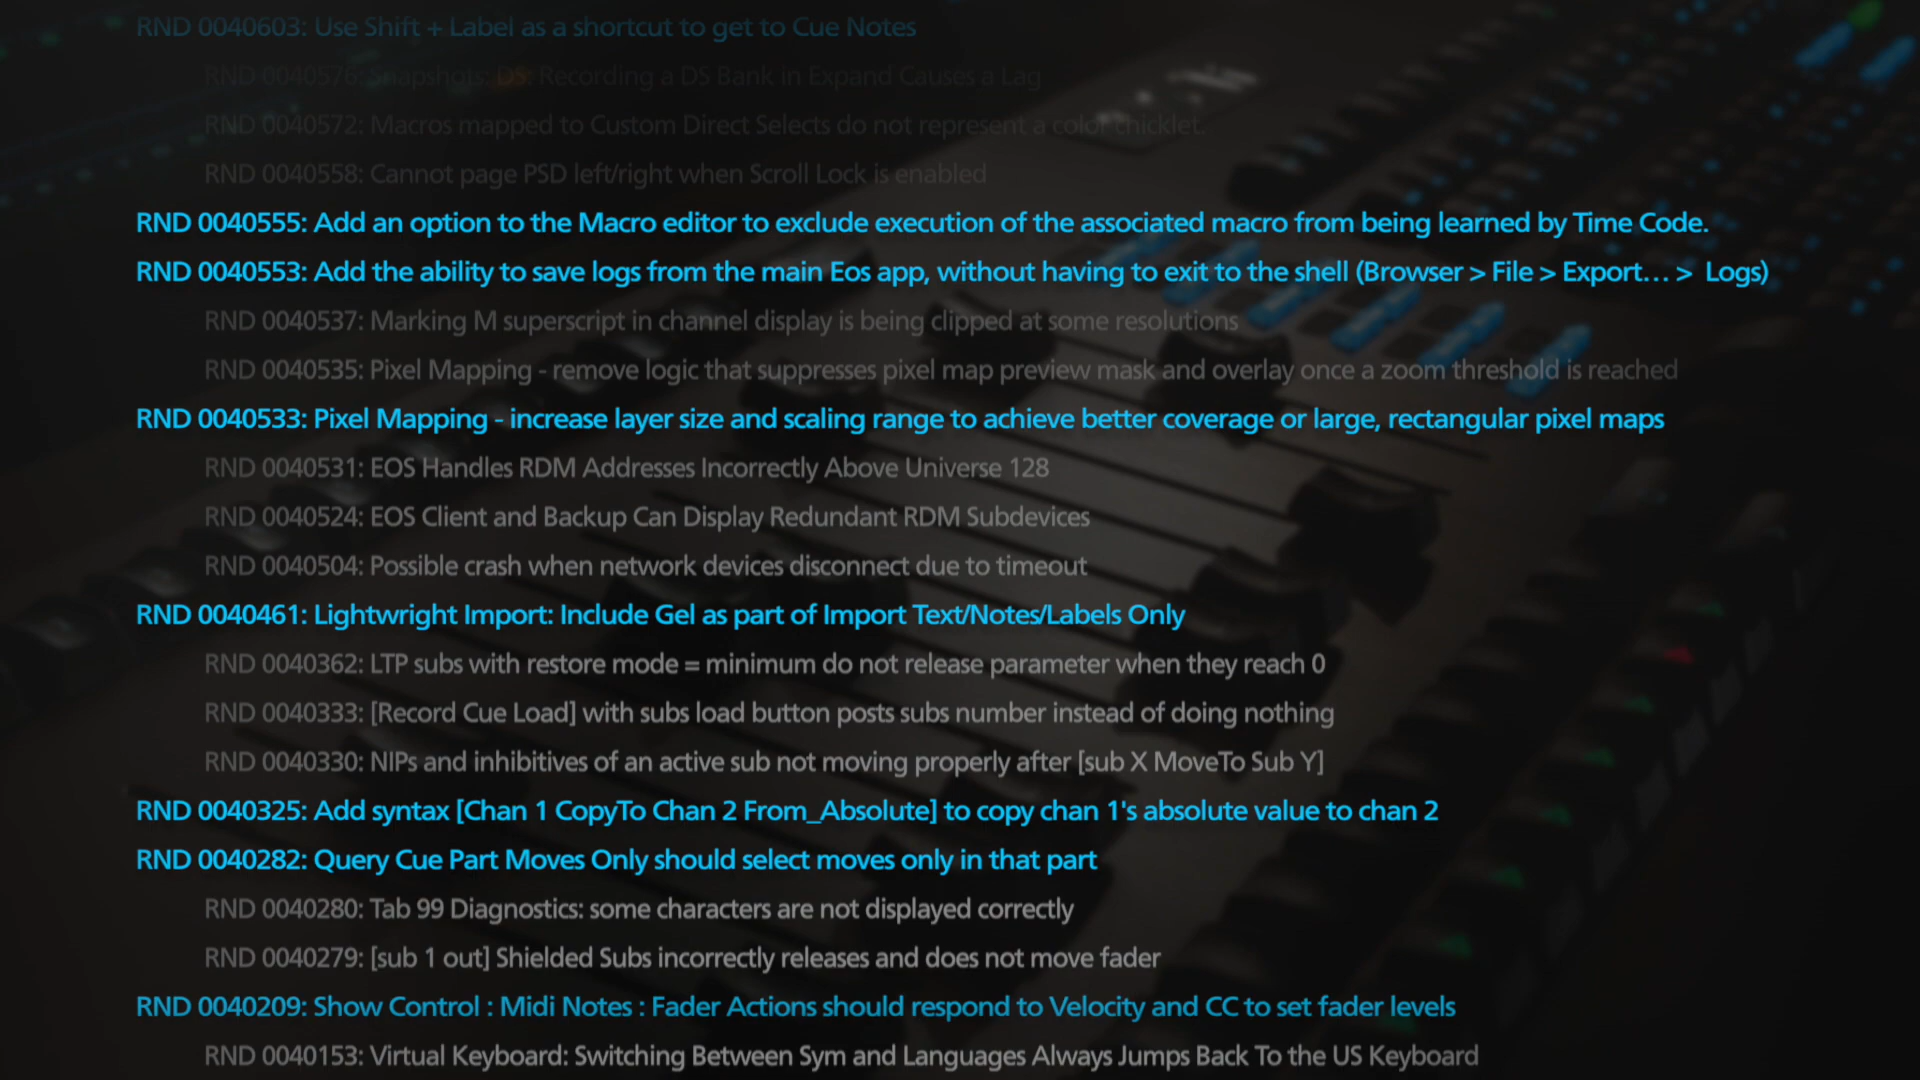 RND 0040603: Use Shift + Label as a shortcut to get to Cue Notes
RND 0040576: Snapshots: DS: Recording a DS Bank in Expand Causes a Lag
RND 0040572: Macros mapped to Custom Direct Selects do not represent a color chicklet.
RND 0040558: Cannot page PSD left/right when Scroll Lock is enabled
RND 0040555: Add an option to the Macro editor to exclude execution of the associated macro from being learned by Time Code.
RND 0040553: Add the ability to save logs from the main Eos app, without having to exit to the shell (Browser > File > Export... > Logs)
RND 0040537: Marking M superscript in channel display is being clipped at some resolutions
RND 0040535: Pixel Mapping - remove logic that suppresses pixel map preview mask and overlay once a zoom threshold is reached
RND 0040533: Pixel Mapping - increase layer size and scaling range to achieve better coverage or large, rectangular pixel maps
RND 0040531: EOS Handles RDM Addresses Incorrectly Above Universe 128
RND 0040524: EOS Client and Backup Can Display Redundant RDM Subdevices
RND 0040504: Possible crash when network devices disconnect due to timeout
RND 0040461: Lightwright Import: Include Gel as part of Import Text/Notes/Labels Only
RND 0040362: LTP subs with restore mode = minimum do not release parameter when they reach 0
RND 0040333: [Record Cue Load] with subs load button posts subs number instead of doing nothing
RND 0040330: NIPs and inhibitives of an active sub not moving properly after [sub X MoveTo Sub Y]
RND 0040325: Add syntax [Chan 1 CopyTo Chan 2 From_Absolute] to copy chan 1's absolute value to chan 2
RND 0040282: Query Cue Part Moves Only should select moves only in that part
RND 0040280: Tab 99 Diagnostics: some characters are not displayed correctly
RND 0040279: [sub 1 out] Shielded Subs incorrectly releases and does not move fader
RND 0040209: Show Control : Midi Notes : Fader Actions should respond to Velocity and CC to set fader levels
RND 0040153: Virtual Keyboard: Switching Between Sym and Languages Always Jumps Back To the US Keyboard